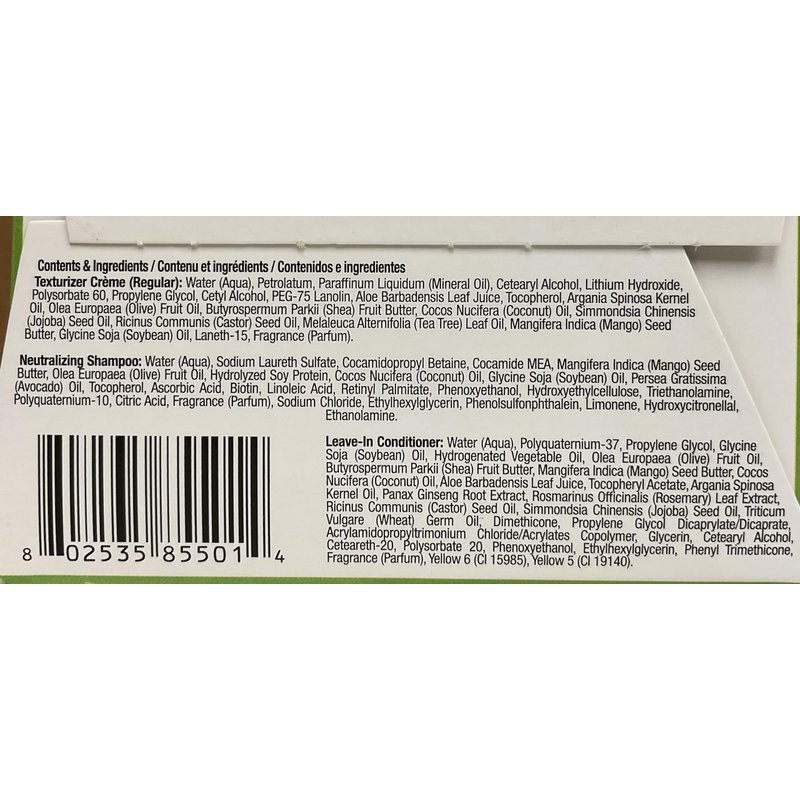 Contents & Ingredients / Contenu et ingrédients / Contenidos e ingredientes
Texturizer Crème (Regular): Water (Aqua), Petrolatum, Paraffinum Liquidum (Mineral Oil), Cetearyl Alcohol, Lithium Hydroxide,
Polysorbate 60, Propylene Glycol, Cetyl Alcohol, PEG-75 Lanolin, Aloe Barbadensis Leaf Juice, Tocopherol, Argania Spinosa Kernel
Oil, Olea Europaea (Olive) Fruit Oil, Butyrospermum Parkii (Shea) Fruit Butter, Cocos Nucifera (Coconut) Oil, Simmondsia Chinensis
(Jojoba) Seed Oil, Ricinus Communis (Castor) Seed Oil, Melaleuca Alternifolia (Tea Tree) Leaf Oil, Mangifera Indica (Mango) Seed
Butter, Glycine Soja (Soybean) Oil, Laneth-15, Fragrance (Parfum).
Neutralizing Shampoo: Water (Aqua), Sodium Laureth Sulfate, Cocamidopropyl Betaine, Cocamide MEA, Mangifera Indica (Mango) Seed
Butter, Olea Europaea (Olive) Fruit Oil, Hydrolyzed Soy Protein, Cocos Nucifera (Coconut) Oil, Glycine Soja (Soybean) Oil, Persea Gratissima
(Avocado) Oil, Tocopherol, Ascorbic Acid, Biotin, Linoleic Acid, Retinyl Palmitate, Phenoxyethanol, Hydroxyethylcellulose, Triethanolamine,
Polyquaternium-10, Citric Acid, Fragrance (Parfum), Sodium Chloride, Ethylhexylglycerin, Phenolsulfonphthalein, Limonene, Hydroxycitronellal,
Ethanolamine.
Leave-In Conditioner: Water (Aqua), Polyquaternium-37, Propylene Glycol, Glycine
Soja (Soybean) Oil, Hydrogenated Vegetable Oil, Olea Europaea (Olive) Fruit Oil,
Butyrospermum Parkii (Shea) Fruit Butter, Mangifera Indica (Mango) Seed Butter, Cocos
Nucifera (Coconut) Oil, Aloe Barbadensis Leaf Juice, Tocopheryl Acetate, Argania Spinosa
Kernel Oil, Panax Ginseng Root Extract, Rosmarinus Officinalis (Rosemary) Leaf Extract,
Ricinus Communis (Castor) Seed Oil, Simmondsia Chinensis (Jojoba) Seed Oil, Triticum
Vulgare (Wheat) Germ Oil, Dimethicone, Propylene Glycol Dicaprylate/Dicaprate,
Acrylamidopropyltrimonium Chloride/Acrylates Copolymer, Glycerin, Cetearyl Alcohol,
Ceteareth-20, Polysorbate 20, Phenoxyethanol, Ethylhexylglycerin, Phenyl Trimethicone,
Fragrance (Parfum), Yellow 6 (CI 15985), Yellow 5 (CI 19140).
8 02535 85501 4